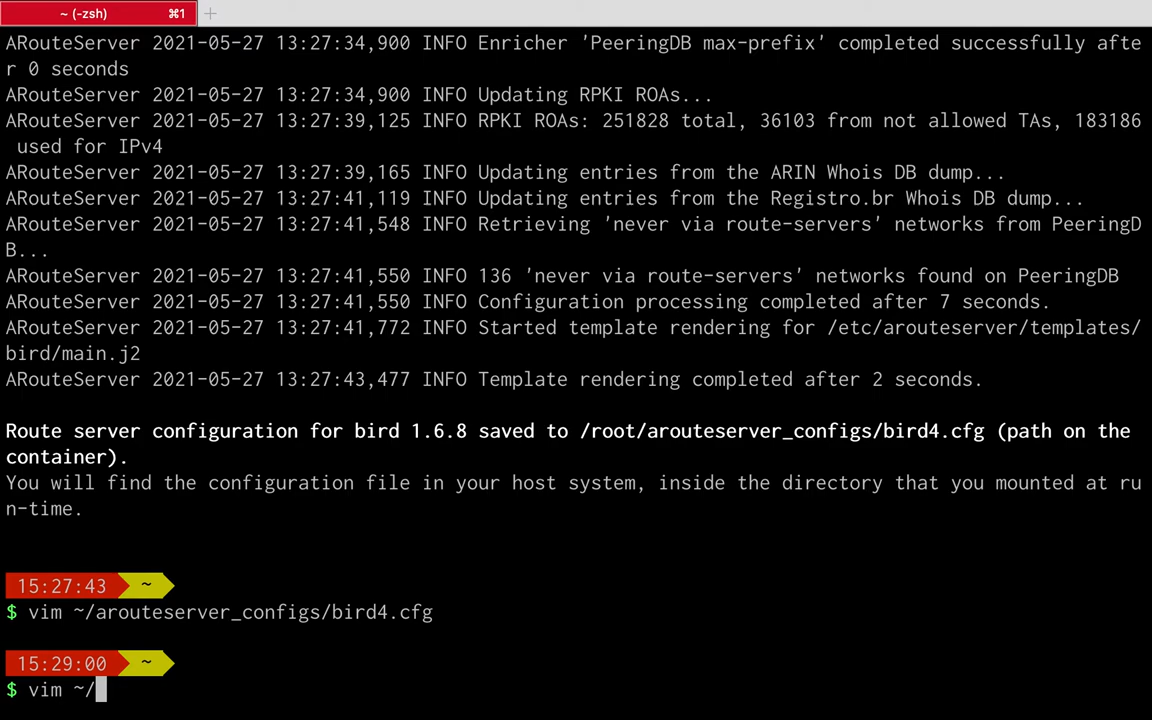 ~ (-zsh) ⌘1 +
ARouteServer 2021-05-27 13:27:34,900 INFO Enricher 'PeeringDB max-prefix' completed successfully afte
r 0 seconds
ARouteServer 2021-05-27 13:27:34,900 INFO Updating RPKI ROAs...
ARouteServer 2021-05-27 13:27:39,125 INFO RPKI ROAs: 251828 total, 36103 from not allowed TAs, 183186
used for IPv4
ARouteServer 2021-05-27 13:27:39,165 INFO Updating entries from the ARIN Whois DB dump...
ARouteServer 2021-05-27 13:27:41,119 INFO Updating entries from the Registro.br Whois DB dump...
ARouteServer 2021-05-27 13:27:41,548 INFO Retrieving 'never via route-servers' networks from PeeringD
B...
ARouteServer 2021-05-27 13:27:41,550 INFO 136 'never via route-servers' networks found on PeeringDB
ARouteServer 2021-05-27 13:27:41,550 INFO Configuration processing completed after 7 seconds.
ARouteServer 2021-05-27 13:27:41,772 INFO Started template rendering for /etc/arouteserver/templates/
bird/main.j2
ARouteServer 2021-05-27 13:27:43,477 INFO Template rendering completed after 2 seconds.
Route server configuration for bird 1.6.8 saved to /root/arouteserver_configs/bird4.cfg (path on the
container).
You will find the configuration file in your host system, inside the directory that you mounted at ru
n-time.
15:27:43 ~
$ vim ~/arouteserver_configs/bird4.cfg
15:29:00 ~
$ vim ~/